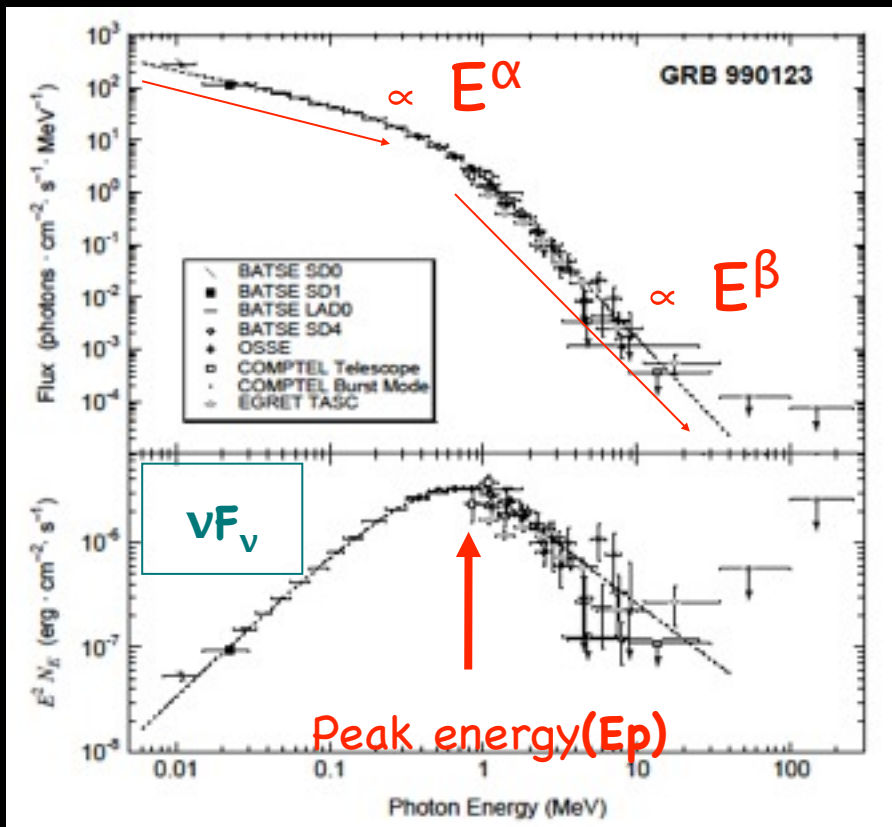 10³
10²
10¹
10⁰
10⁻¹
10⁻²
10⁻³
10⁻⁴
Flux (photons · cm⁻² · s⁻¹ · MeV⁻¹)
GRB 990123
∝ E^α
∝ E^β
BATSE SD0
BATSE SD1
BATSE LAD0
BATSE SD4
OSSE
COMPTEL Telescope
COMPTEL Burst Mode
EGRET TASC
νF_ν
10⁻⁶
10⁻⁷
10⁻⁸
E² N_E (erg · cm⁻² · s⁻¹)
Peak energy(Ep)
0.01 0.1 1 10 100
Photon Energy (MeV)